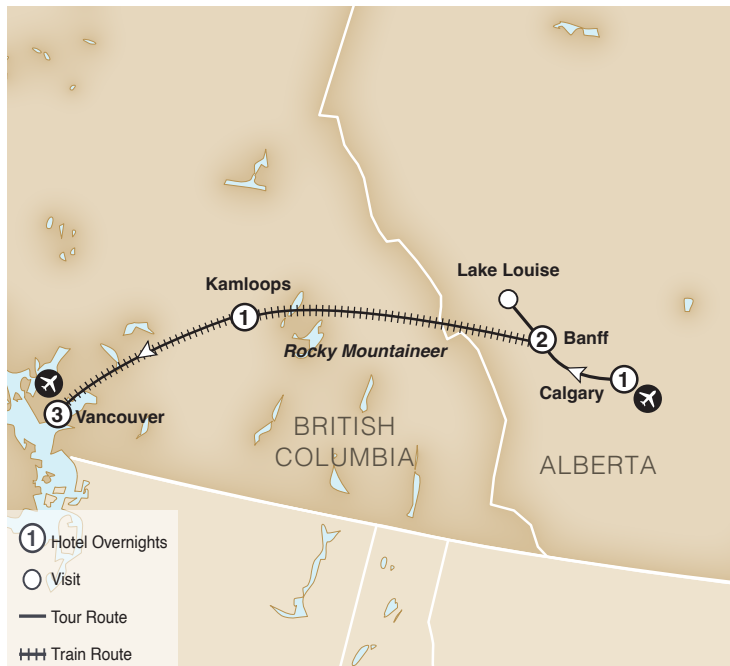 Lake Louise
Kamloops
1
2
Banff
Rocky Mountaineer
Calgary
1
3
Vancouver
BRITISH
COLUMBIA
ALBERTA
1 Hotel Overnights
Visit
Tour Route
Train Route